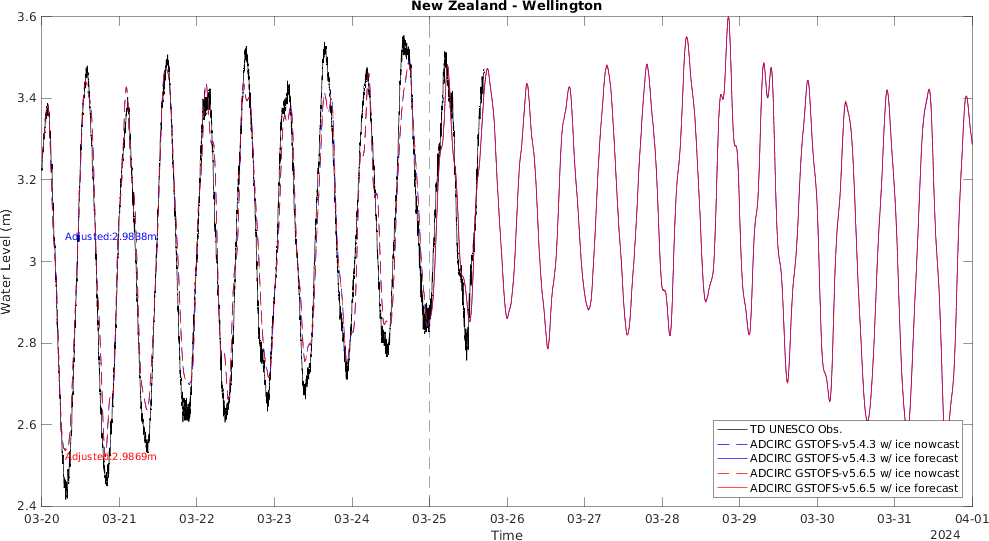 New Zealand - Wellington
3.6
3.4
3.2
3
2.8
2.6
2.4
Water Level (m)
Adjusted:2.9838m
Adjusted:2.9869m
TD UNESCO Obs.
ADCIRC GSTOFS-v5.4.3 w/ ice nowcast
ADCIRC GSTOFS-v5.4.3 w/ ice forecast
ADCIRC GSTOFS-v5.6.5 w/ ice nowcast
ADCIRC GSTOFS-v5.6.5 w/ ice forecast
03-20 03-21 03-22 03-23 03-24 03-25 03-26 03-27 03-28 03-29 03-30 03-31 04-01
Time
2024